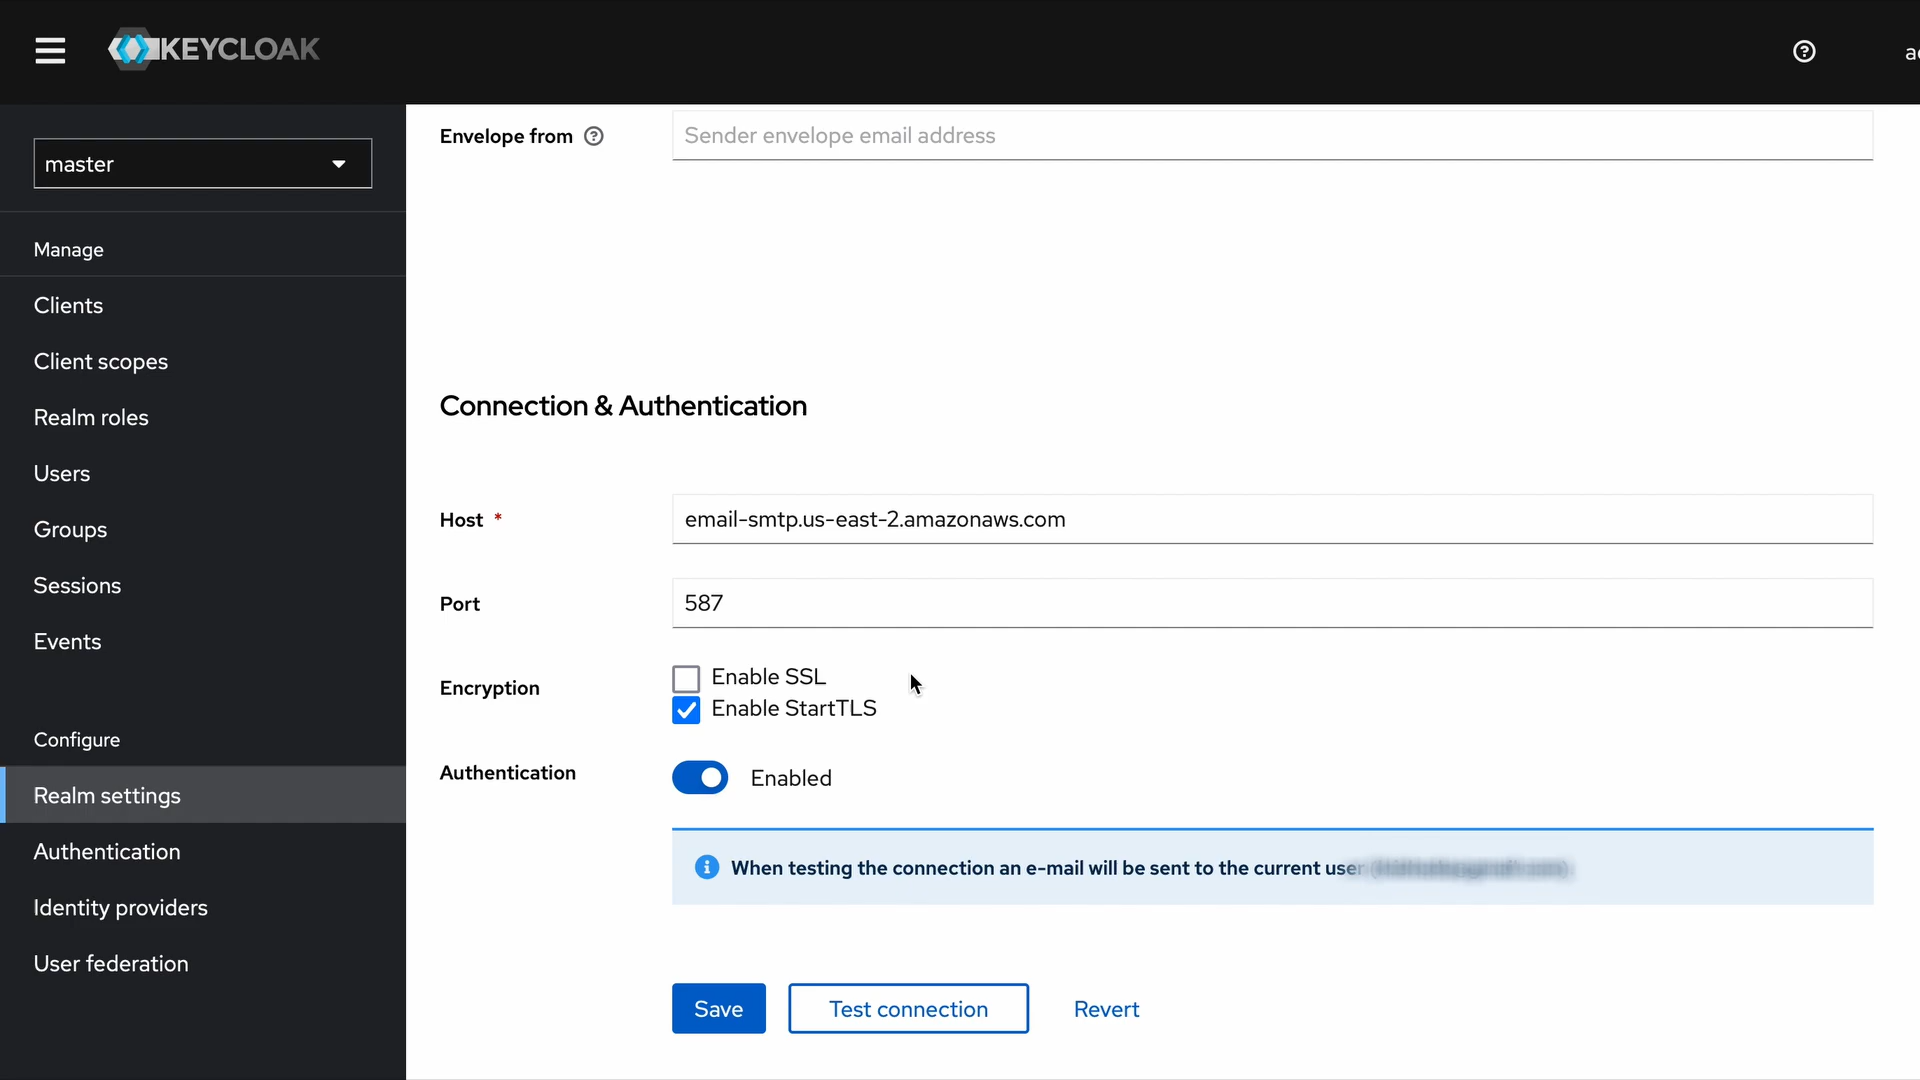 KEYCLOAK
master
Manage
Clients
Client scopes
Realm roles
Users
Groups
Sessions
Events
Configure
Realm settings
Authentication
Identity providers
User federation
Envelope from
Sender envelope email address
Connection & Authentication
Host *
email-smtp.us-east-2.amazonaws.com
Port
587
Encryption
Enable SSL
Enable StartTLS
Authentication
Enabled
When testing the connection an e-mail will be sent to the current user
Save
Test connection
Revert